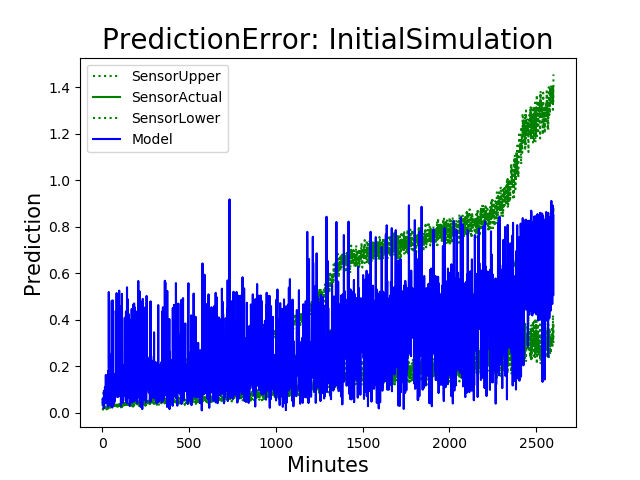 PredictionError: InitialSimulation
SensorUpper
SensorActual
SensorLower
Model
Prediction
1.4
1.2
1.0
0.8
0.6
0.4
0.2
0.0
0 500 1000 1500 2000 2500
Minutes